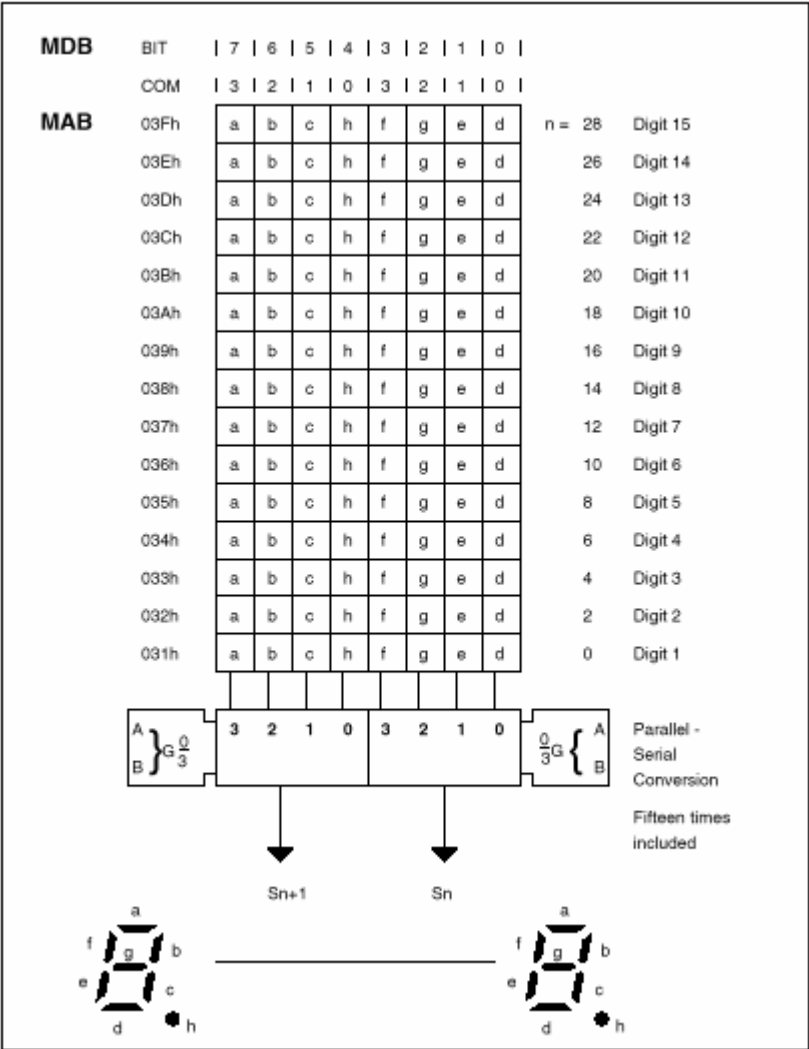 MDB BIT | 7 | 6 | 5 | 4 | 3 | 2 | 1 | 0 |
COM | 3 | 2 | 1 | 0 | 3 | 2 | 1 | 0 |
MAB 03Fh a b c h f g e d n = 28 Digit 15
03Eh a b c h f g e d 26 Digit 14
03Dh a b c h f g e d 24 Digit 13
03Ch a b c h f g e d 22 Digit 12
03Bh a b c h f g e d 20 Digit 11
03Ah a b c h f g e d 18 Digit 10
039h a b c h f g e d 16 Digit 9
038h a b c h f g e d 14 Digit 8
037h a b c h f g e d 12 Digit 7
036h a b c h f g e d 10 Digit 6
035h a b c h f g e d 8 Digit 5
034h a b c h f g e d 6 Digit 4
033h a b c h f g e d 4 Digit 3
032h a b c h f g e d 2 Digit 2
031h a b c h f g e d 0 Digit 1
A B } G 0/3 3 2 1 0 3 2 1 0 0/3 G { A B Parallel -
Serial
Conversion
Fifteen times
included
Sn+1 Sn
a a
f g b f g b
e c e c
d h d h